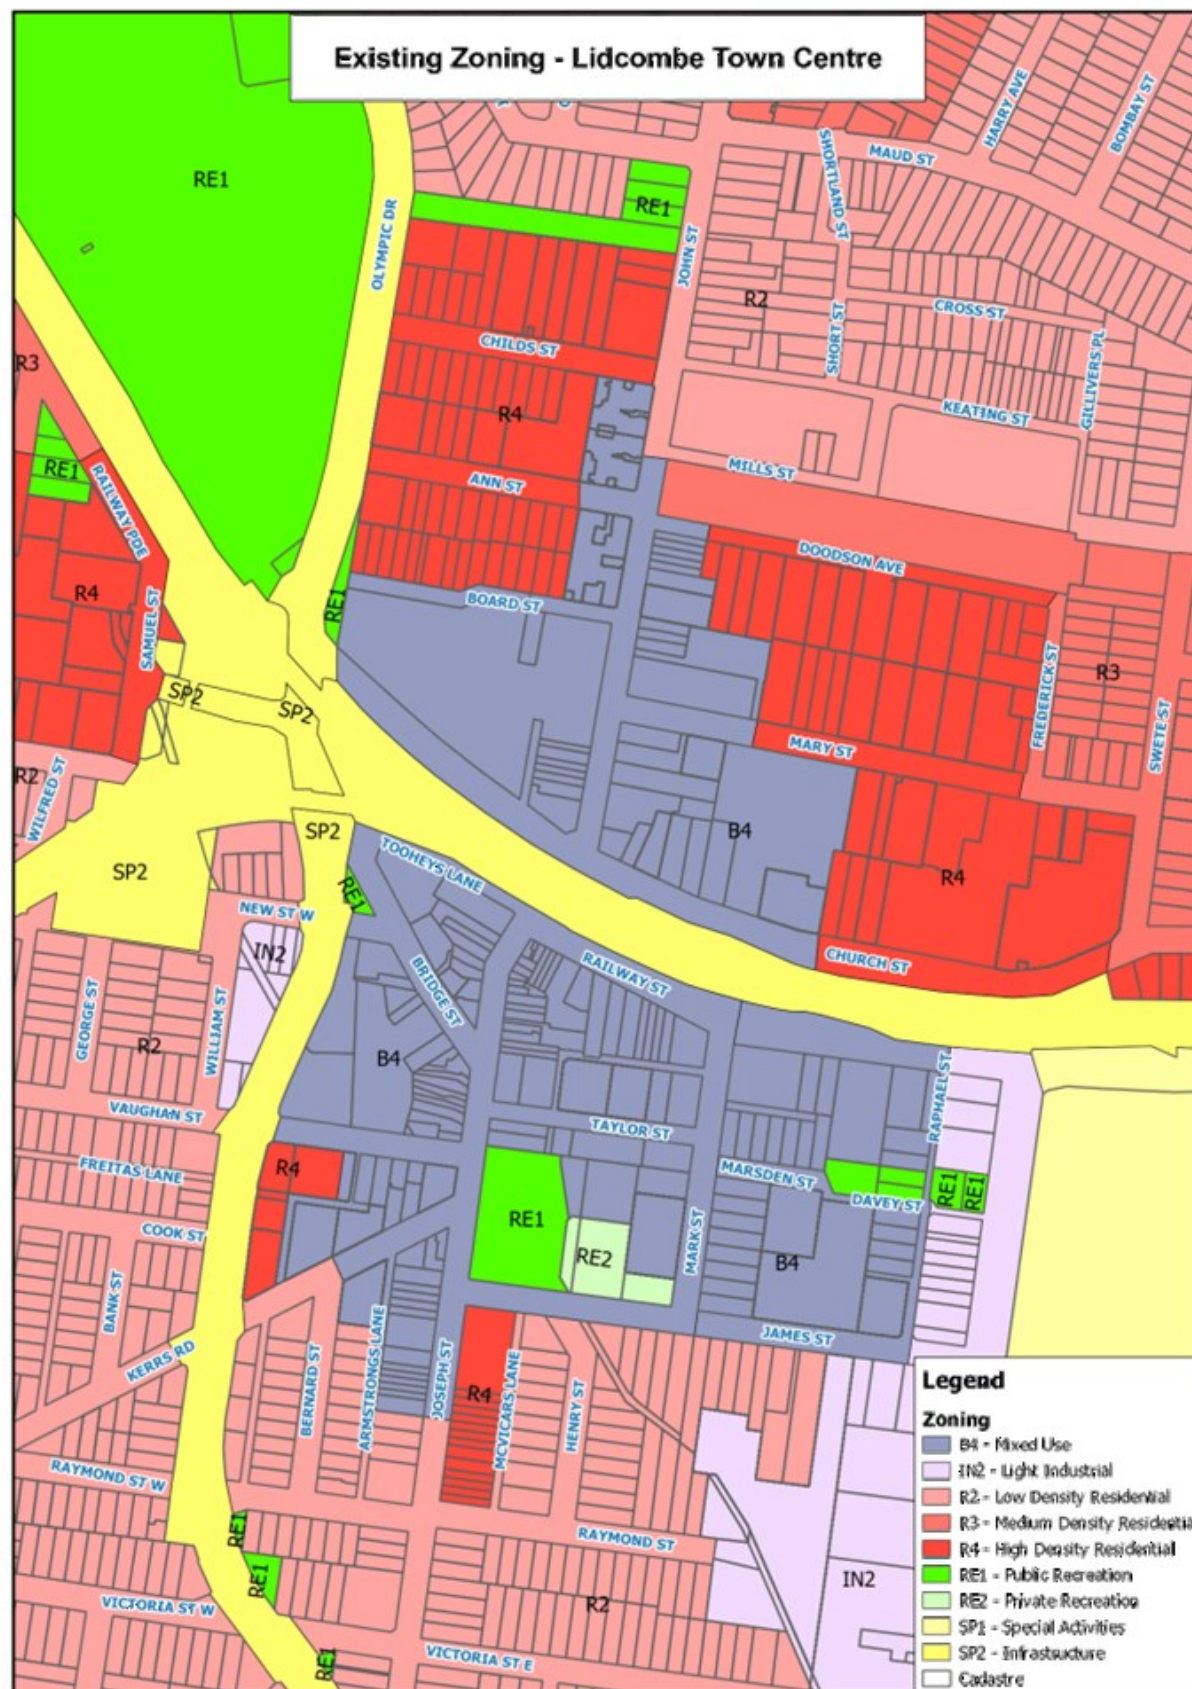 Existing Zoning - Lidcombe Town Centre
HARRY AVE
BOMBAY ST
MAUD ST
SHORTLAND ST
RE1
RE1
OLYMPIC DR
JOHN ST
R2
CROSS ST
SHORT ST
GILLIVERS PL
CHILDS ST
R3
R4
KEATING ST
RE1
MILLS ST
ANN ST
RAILWAY PDE
DOODSON AVE
R4
RE1
BOARD ST
SAMUEL ST
R3
FREDERICK ST
SWETE ST
SP2
SP2
MARY ST
R2
WILFRED ST
SP2
B4
TOOHEYS LANE
SP2
R4
RE1
NEW ST W
IN2
CHURCH ST
RAILWAY ST
BRIDGE ST
GEORGE ST
WILLIAM ST
R2
B4
RAPHAEL ST
VAUGHAN ST
TAYLOR ST
FREITAS LANE
R4
MARSDEN ST
DAVEY ST
RE1
RE1
COOK ST
RE1
RE2
MARK ST
B4
BANK ST
JAMES ST
KERRS RD
BERNARD ST
ARMSTRONGS LANE
JOSEPH ST
R4
MCVICARS LANE
HENRY ST
RAYMOND ST W
RE1
RAYMOND ST
RE1
IN2
VICTORIA ST W
R2
RE1
VICTORIA ST E
Legend
Zoning
B4 - Mixed Use
IN2 - Light Industrial
R2 - Low Density Residential
R3 - Medium Density Residentia
R4 - High Density Residential
RE1 - Public Recreation
RE2 - Private Recreation
SP1 - Special Activities
SP2 - Infrastructure
Cadastre